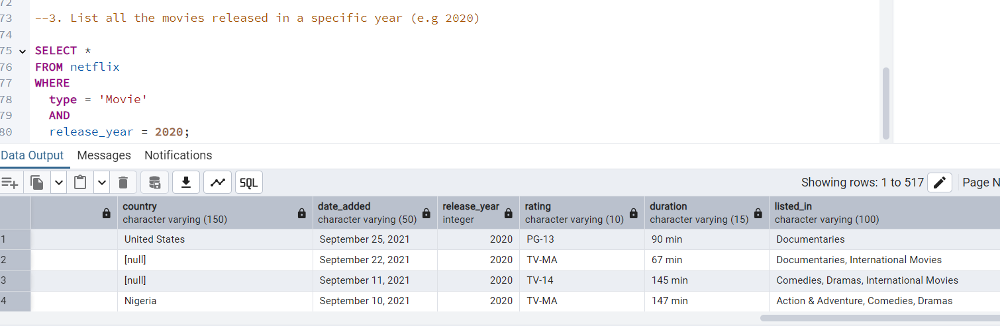 72
73 --3. List all the movies released in a specific year (e.g 2020)
74
75 SELECT *
76 FROM netflix
77 WHERE
78 type = 'Movie'
79 AND
80 release_year = 2020;
Data Output Messages Notifications
SQL Showing rows: 1 to 517 Page N
country date_added release_year rating duration listed_in
character varying (150) character varying (50) integer character varying (10) character varying (15) character varying (100)
1 United States September 25, 2021 2020 PG-13 90 min Documentaries
2 [null] September 22, 2021 2020 TV-MA 67 min Documentaries, International Movies
3 [null] September 11, 2021 2020 TV-14 145 min Comedies, Dramas, International Movies
4 Nigeria September 10, 2021 2020 TV-MA 147 min Action & Adventure, Comedies, Dramas